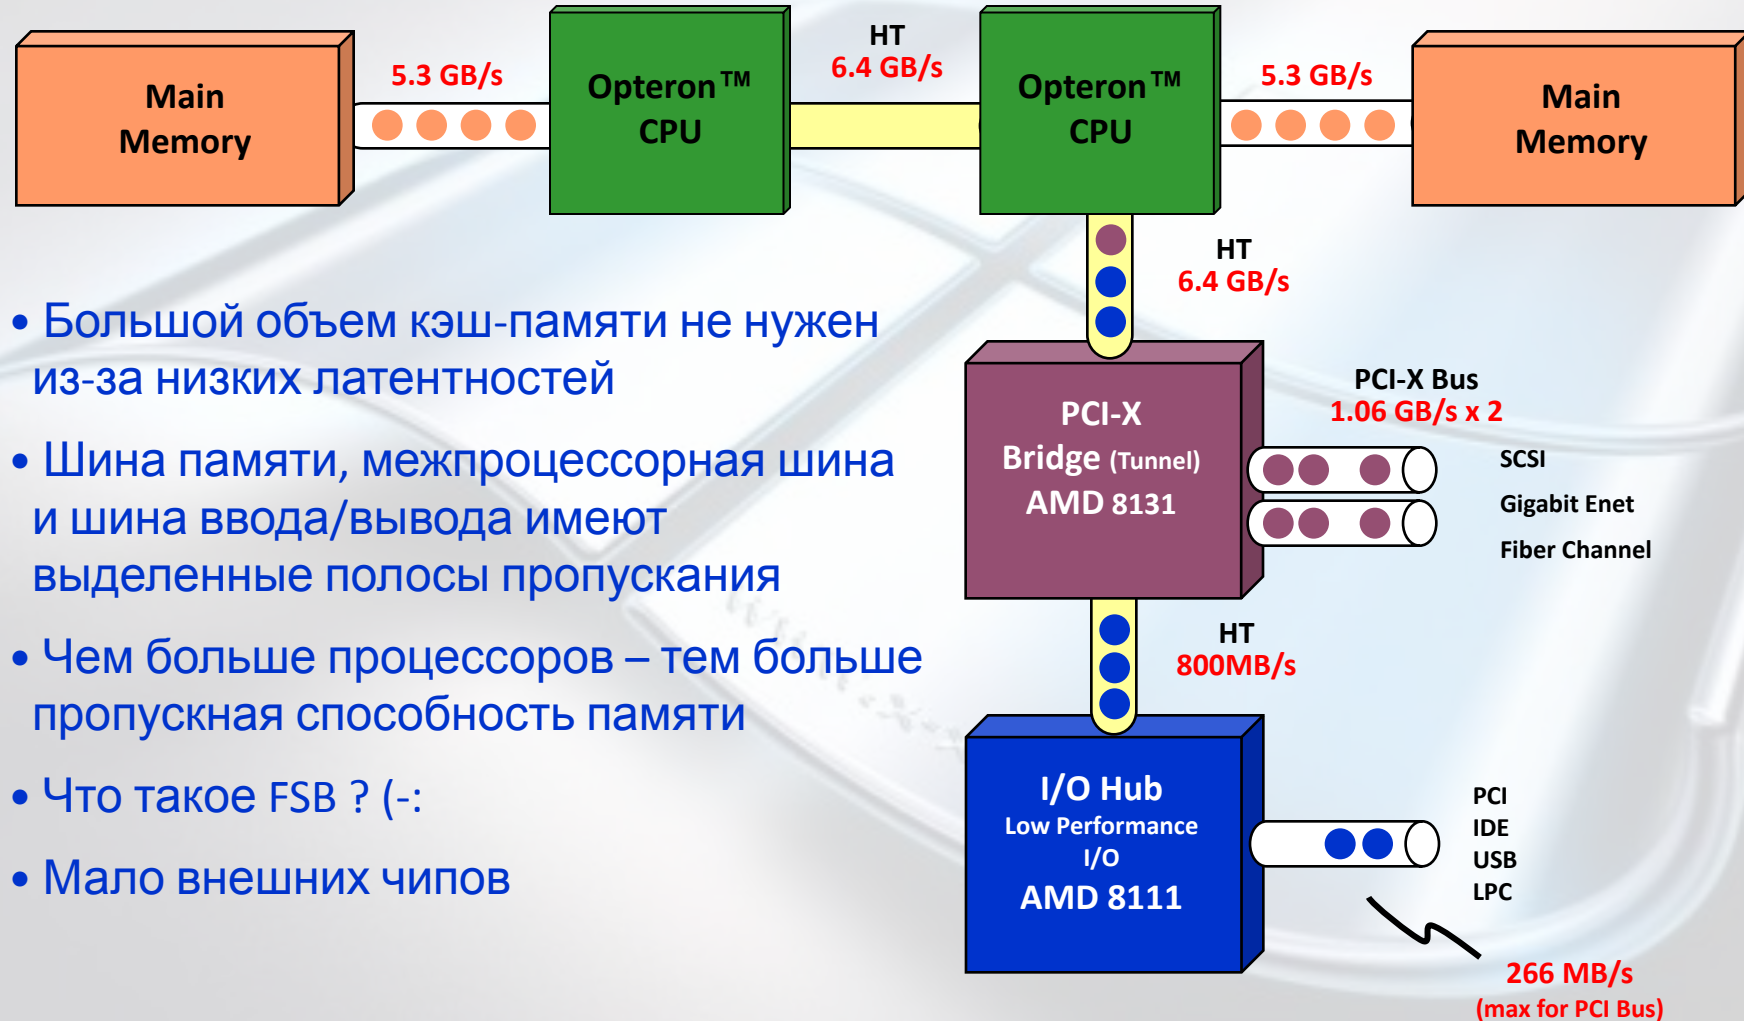 Main
Memory
5.3 GB/s
Opteron™
CPU
HT
6.4 GB/s
Opteron™
CPU
5.3 GB/s
Main
Memory
HT
6.4 GB/s
• Большой объем кэш-памяти не нужен
из-за низких латентностей
• Шина памяти, межпроцессорная шина
и шина ввода/вывода имеют
выделенные полосы пропускания
• Чем больше процессоров – тем больше
пропускная способность памяти
• Что такое FSB ? (-:
• Мало внешних чипов
PCI-X
Bridge (Tunnel)
AMD 8131
PCI-X Bus
1.06 GB/s x 2
SCSI
Gigabit Enet
Fiber Channel
HT
800MB/s
I/O Hub
Low Performance
I/O
AMD 8111
PCI
IDE
USB
LPC
266 MB/s
(max for PCI Bus)